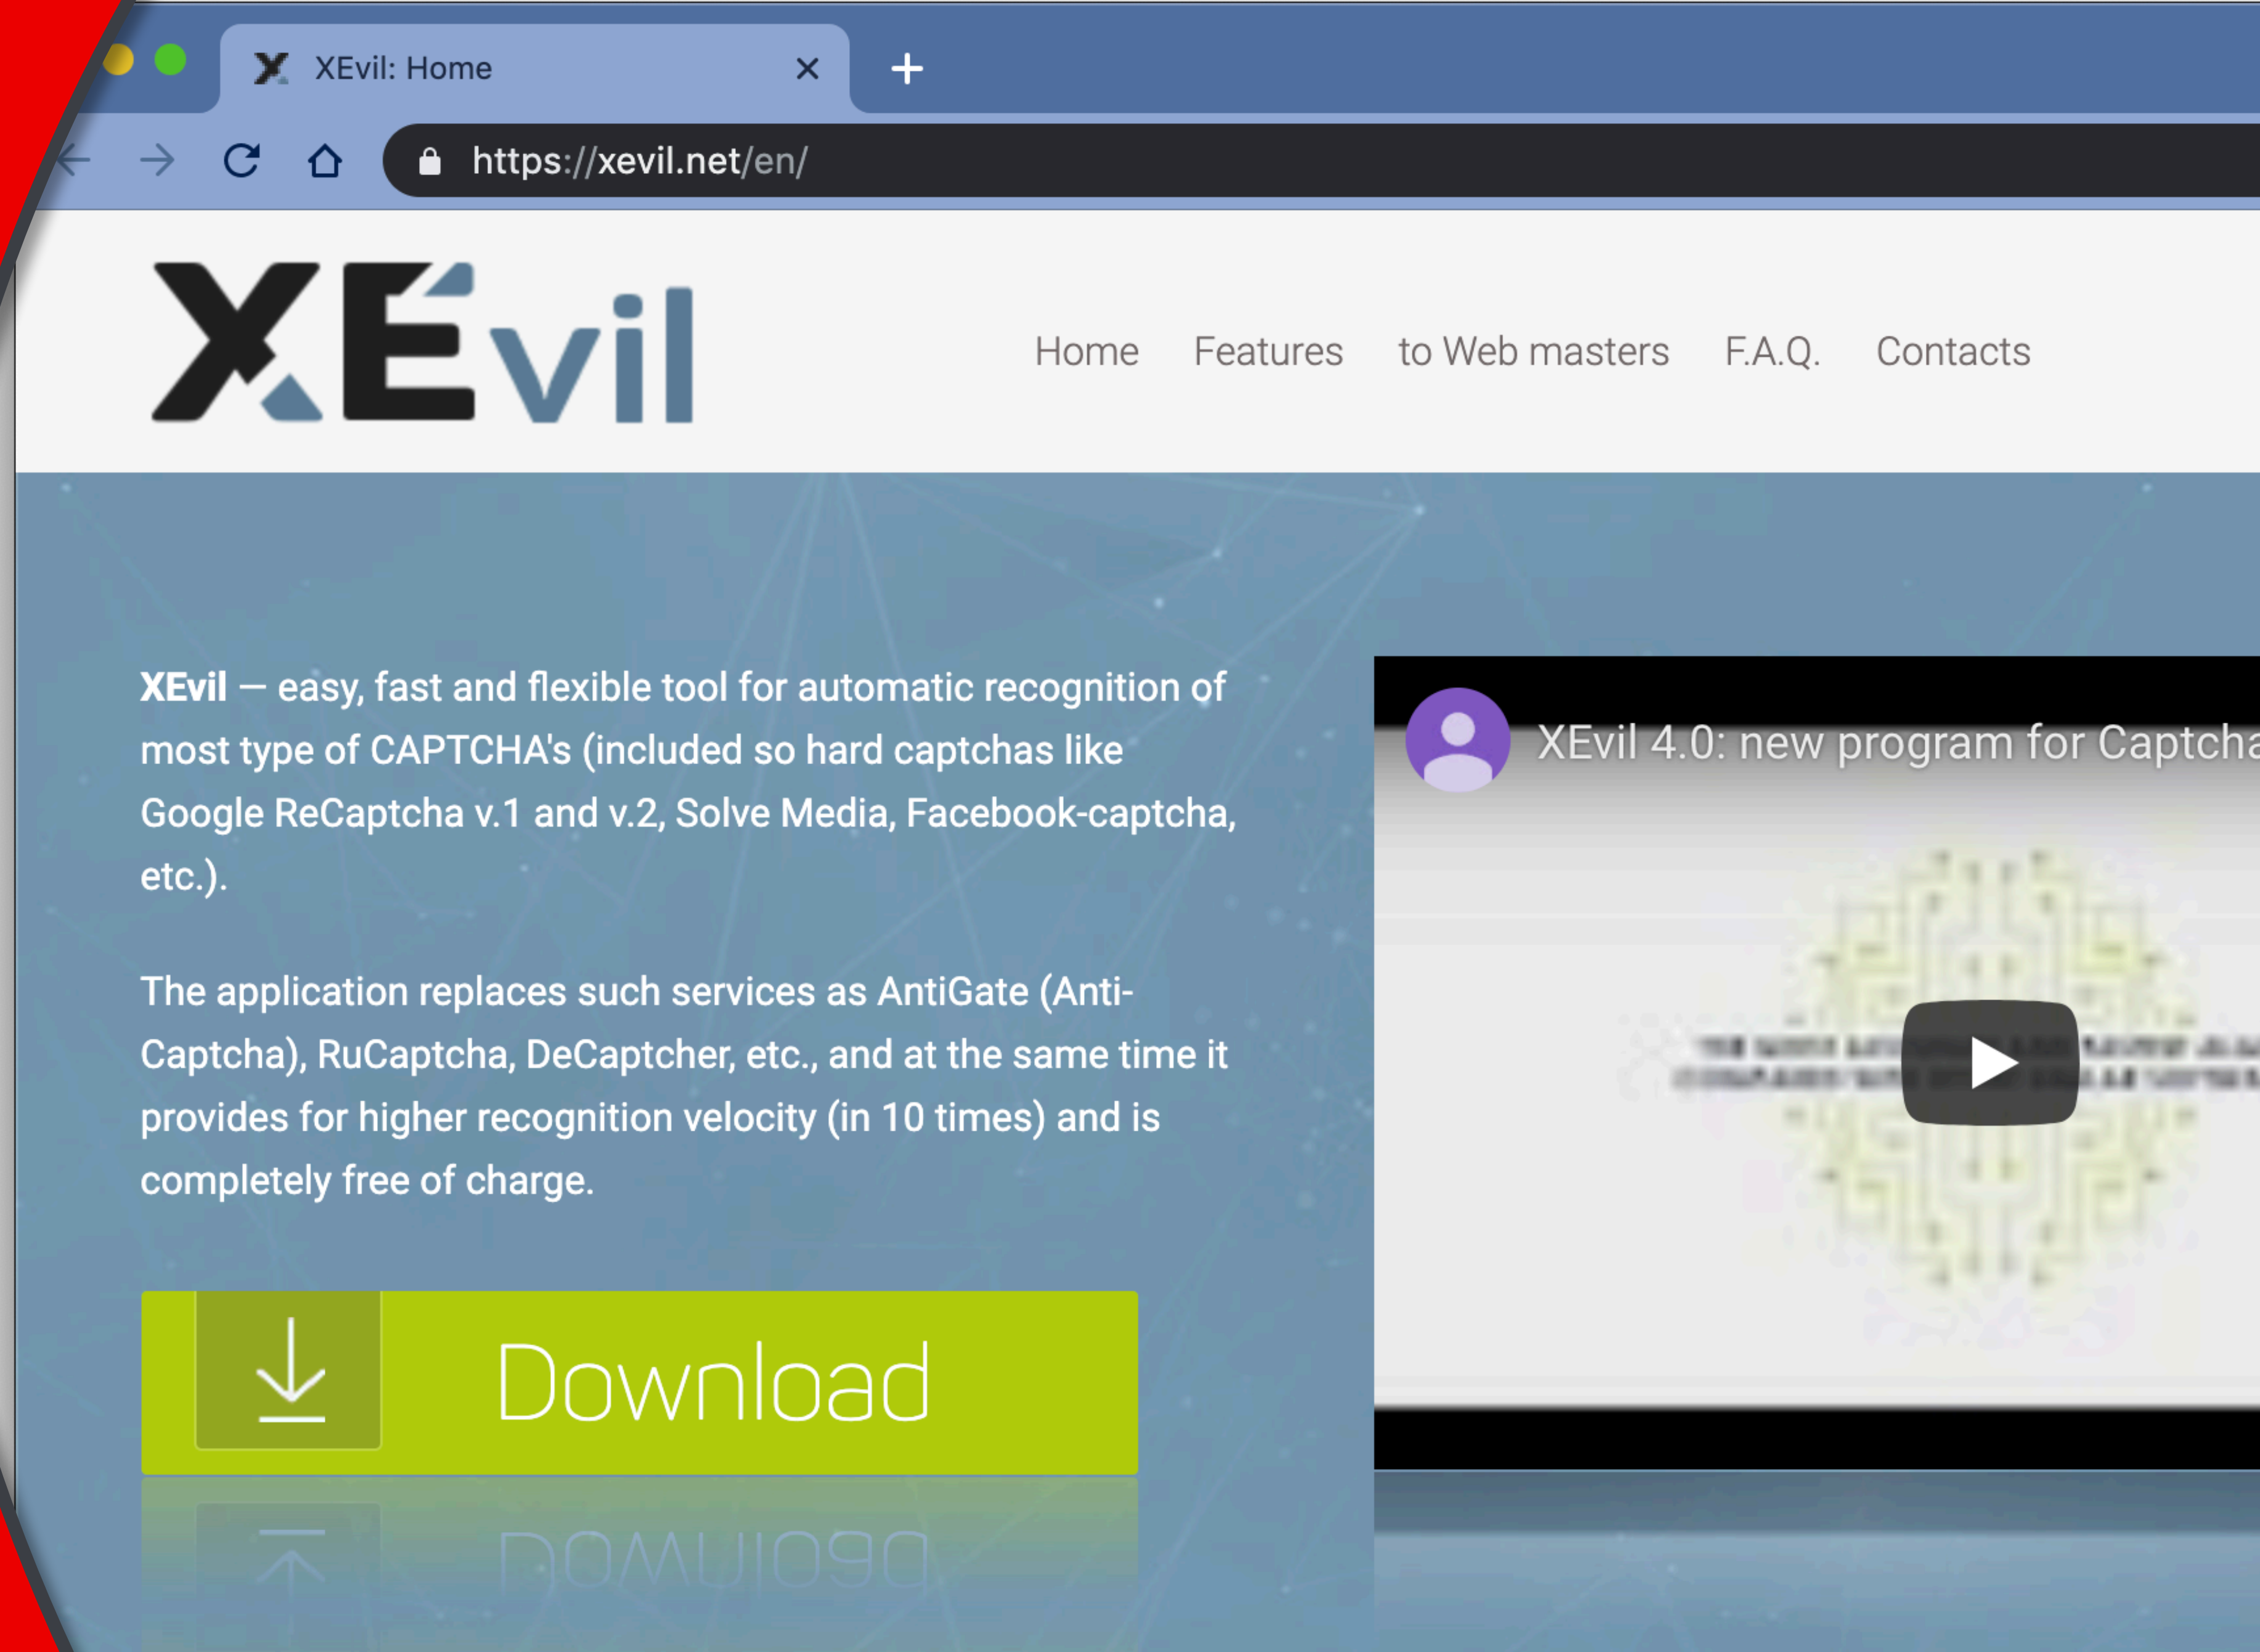 XEvil: Home
https://xevil.net/en/
XEvil
Home Features to Web masters F.A.Q. Contacts
XEvil — easy, fast and flexible tool for automatic recognition of
most type of CAPTCHA's (included so hard captchas like
Google ReCaptcha v.1 and v.2, Solve Media, Facebook-captcha,
etc.).
The application replaces such services as AntiGate (Anti-
Captcha), RuCaptcha, DeCaptcher, etc., and at the same time it
provides for higher recognition velocity (in 10 times) and is
completely free of charge.
Download
XEvil 4.0: new program for Captcha